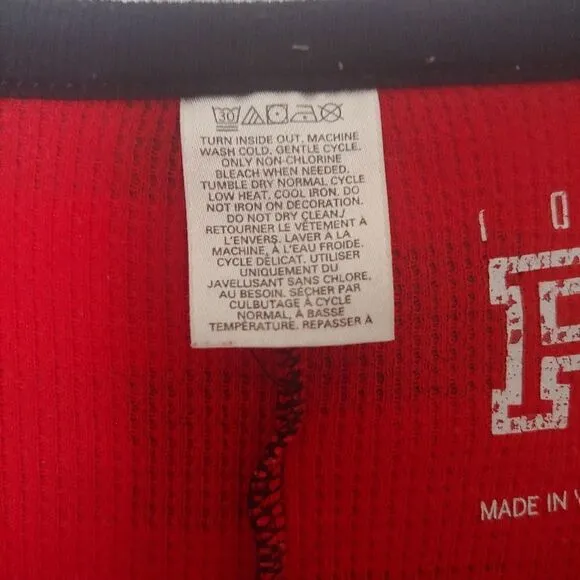 30
TURN INSIDE OUT, MACHINE
WASH COLD. GENTLE CYCLE.
ONLY NON-CHLORINE
BLEACH WHEN NEEDED.
TUMBLE DRY NORMAL CYCLE
LOW HEAT. COOL IRON. DO
NOT IRON ON DECORATION.
DO NOT DRY CLEAN./
RETOURNER LE VÊTEMENT À
L'ENVERS. LAVER À LA
MACHINE, À L'EAU FROIDE.
CYCLE DÉLICAT. UTILISER
UNIQUEMENT DU
JAVELLISANT SANS CHLORE.
AU BESOIN. SÉCHER PAR
CULBUTAGE À CYCLE
NORMAL, À BASSE
TEMPÉRATURE. REPASSER À
MADE IN